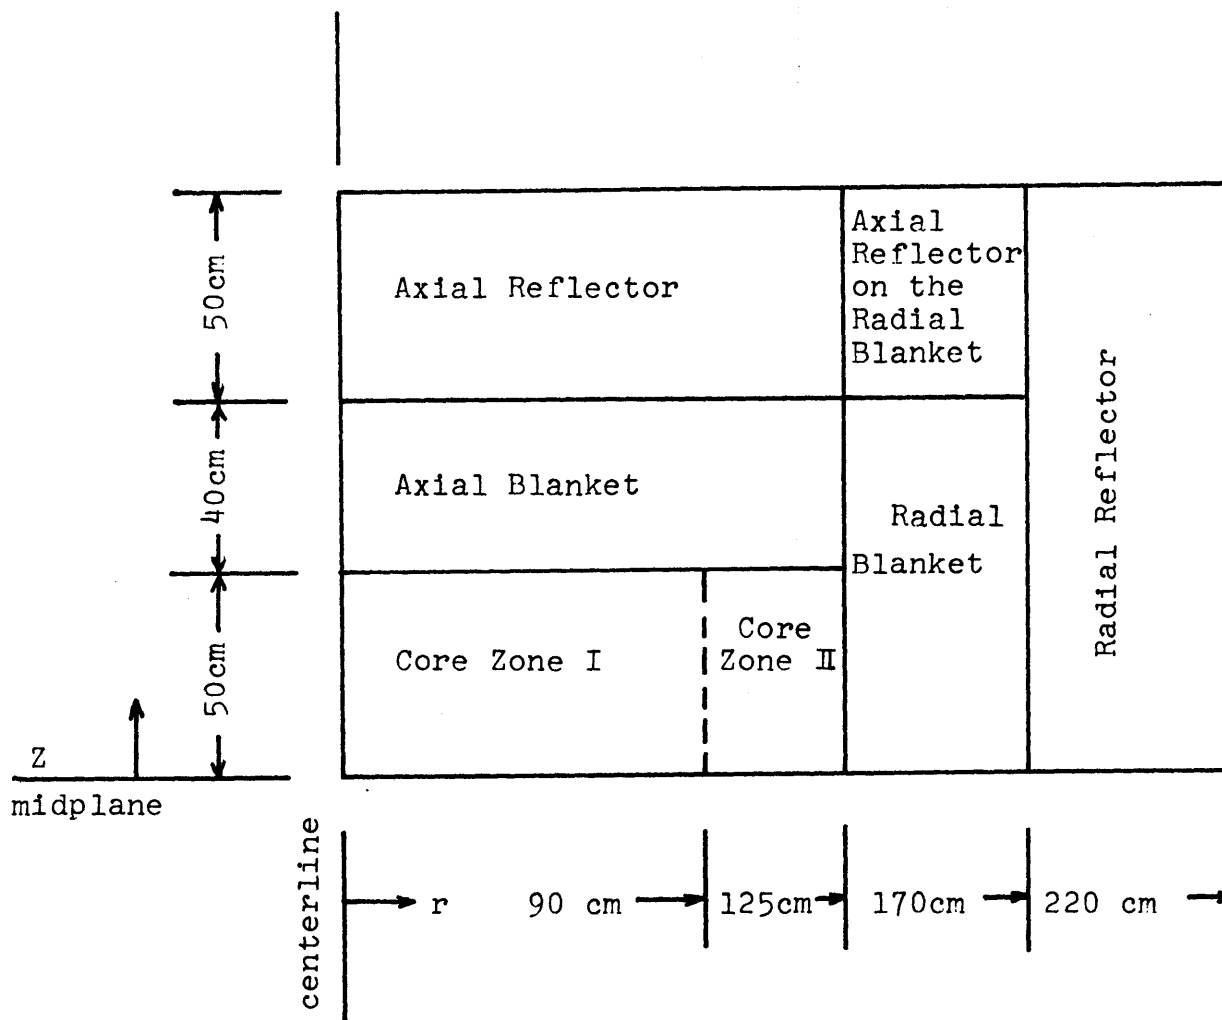 50cm
Axial Reflector
Axial
Reflector
on the
Radial
Blanket
Radial Reflector
40cm
Axial Blanket
Radial
Blanket
50cm
Core Zone I
Core
Zone II
Z
midplane
centerline
r
90 cm
125cm
170cm
220 cm